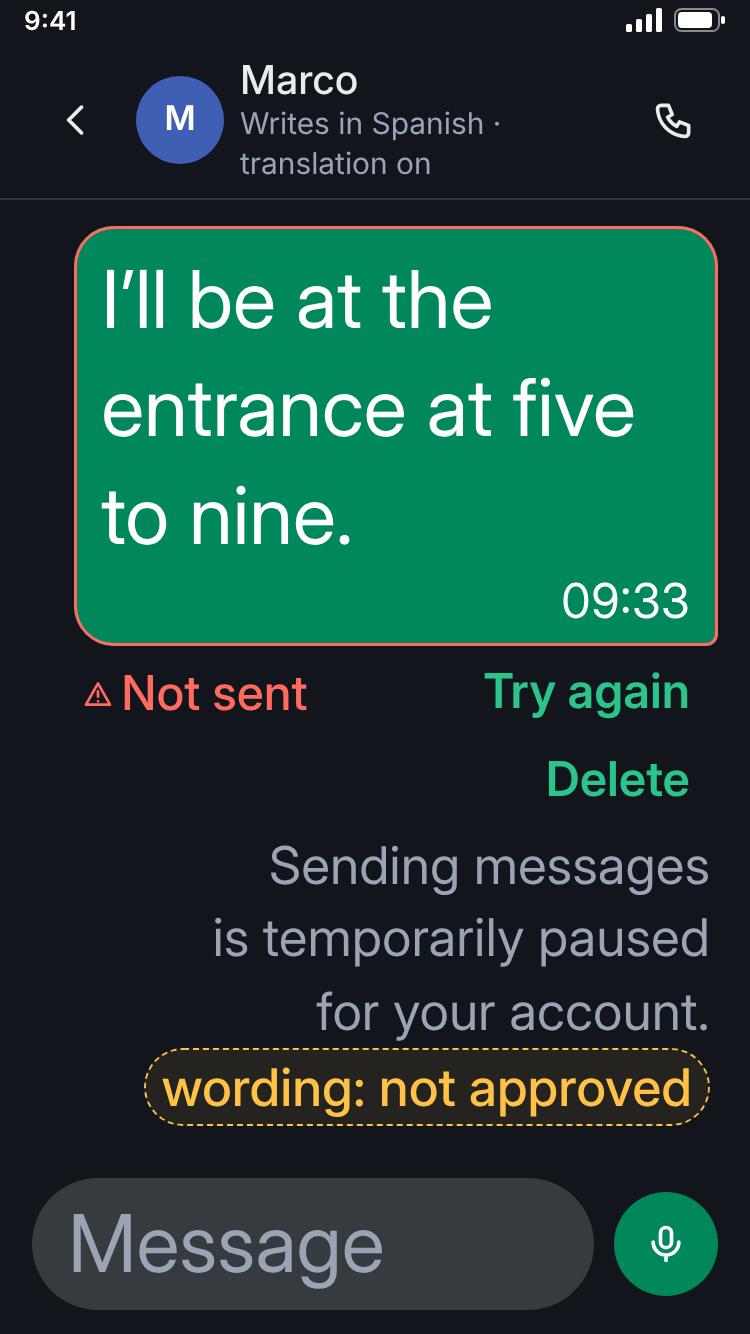 9:41
M
Marco
Writes in Spanish ·
translation on
I’ll be at the
entrance at five
to nine.
09:33
Not sent
Try again
Delete
Sending messages
is temporarily paused
for your account.
wording: not approved
Message